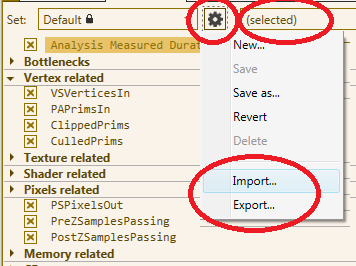 Set: Default (selected)
Analysis Measured Durat
New...
Bottlenecks
Save
Vertex related
VSVerticesIn
Save as...
PAPrimsIn
Revert
ClippedPrims
Delete
CulledPrims
Texture related
Shader related
Import...
Pixels related
Export...
PSPixelsOut
PreZSamplesPassing
PostZSamplesPassing
Memory related